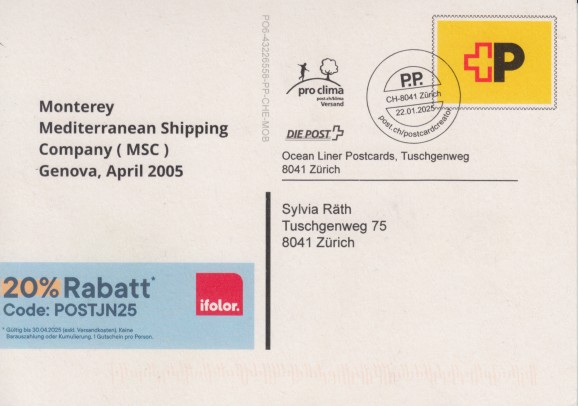 Monterey
Mediterranean Shipping
Company ( MSC )
Genova, April 2005
20% Rabatt*
Code: POSTJN25
ifolor.
* Gültig bis 30.04.2025 (exkl. Versandkosten). Keine
Barauszahlung oder Kumulierung. 1 Gutschein pro Person.
PO6-43226558-PP-CHE-MOB
pro clima
post.ch/klima
Versand
DIE POST
P.P.
CH-8041 Zürich
22.01.2025
post.ch/postcardcreator
P
Ocean Liner Postcards, Tuschgenweg
8041 Zürich
Sylvia Räth
Tuschgenweg 75
8041 Zürich